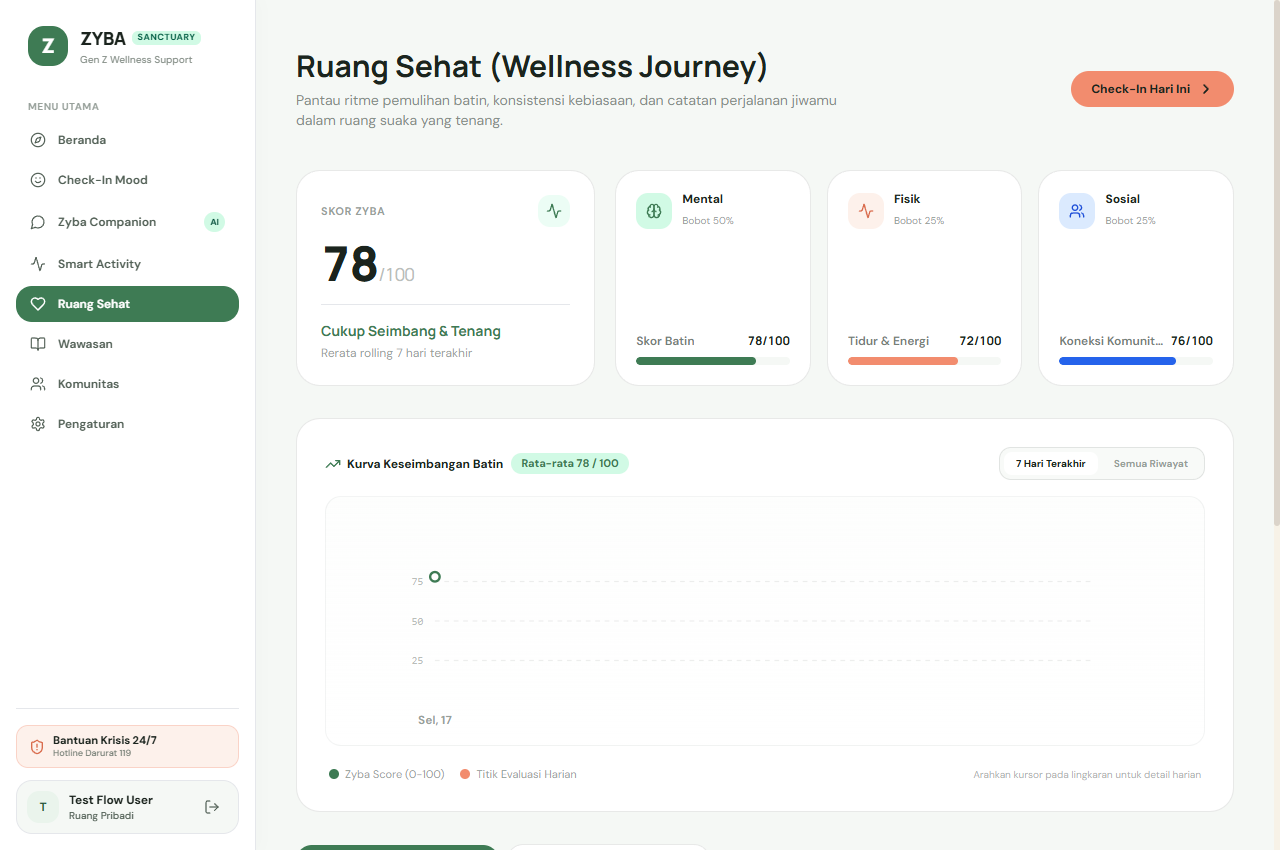 Z
ZYBA SANCTUARY
Gen Z Wellness Support
MENU UTAMA
Beranda
Check-In Mood
Zyba Companion AI
Smart Activity
Ruang Sehat
Wawasan
Komunitas
Pengaturan
Bantuan Krisis 24/7
Hotline Darurat 119
T
Test Flow User
Ruang Pribadi
Ruang Sehat (Wellness Journey)
Pantau ritme pemulihan batin, konsistensi kebiasaan, dan catatan perjalanan jiwamu
dalam ruang suaka yang tenang.
Check-In Hari Ini
SKOR ZYBA
78/100
Cukup Seimbang & Tenang
Rerata rolling 7 hari terakhir
Mental
Bobot 50%
Skor Batin 78/100
Fisik
Bobot 25%
Tidur & Energi 72/100
Sosial
Bobot 25%
Koneksi Komunit... 76/100
Kurva Keseimbangan Batin Rata-rata 78 / 100
7 Hari Terakhir Semua Riwayat
75
50
25
Sel, 17
Zyba Score (0-100) Titik Evaluasi Harian
Arahkan kursor pada lingkaran untuk detail harian